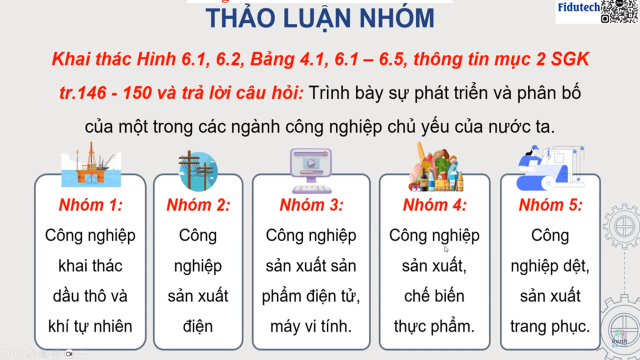 Fidutech
THẢO LUẬN NHÓM
Khai thác Hình 6.1, 6.2, Bảng 4.1, 6.1 – 6.5, thông tin mục 2 SGK
tr.146 - 150 và trả lời câu hỏi: Trình bày sự phát triển và phân bố
của một trong các ngành công nghiệp chủ yếu của nước ta.
Nhóm 1:
Công nghiệp
khai thác
dầu thô và
khí tự nhiên
Nhóm 2:
Công
nghiệp
sản xuất
điện
Nhóm 3:
Công nghiệp
sản xuất sản
phẩm điện tử,
máy vi tính.
Nhóm 4:
Công nghiệp
sản xuất,
chế biến
thực phẩm.
Nhóm 5:
Công
nghiệp dệt,
sản xuất
trang phục.